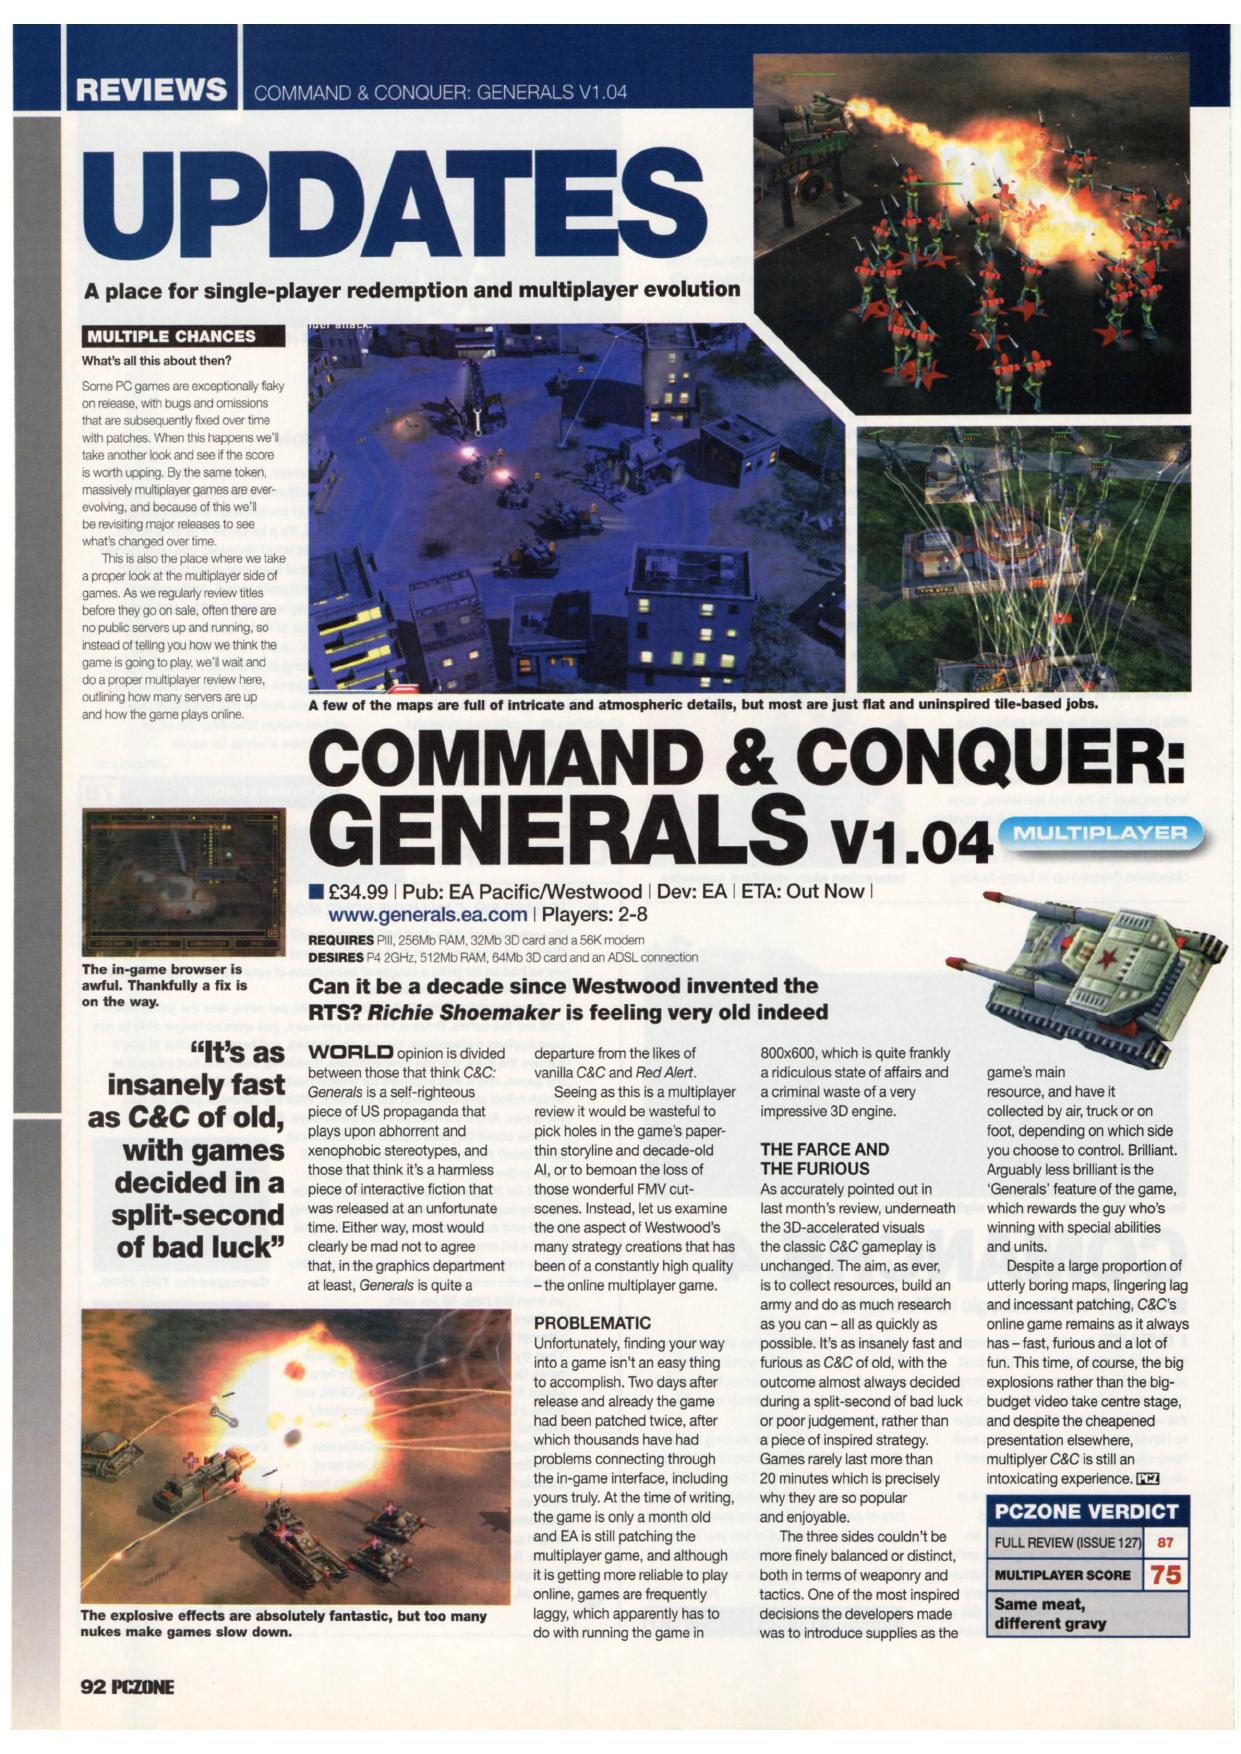 REVIEWS
COMMAND & CONQUER: GENERALS V1.04
UPDATES
A place for single-player redemption and multiplayer evolution
MULTIPLE CHANCES
What's all this about then?
Some PC games are exceptionally flaky
on release, with bugs and omissions
that are subsequently fixed over time
with patches. When this happens we'll
take another look and see if the score
is worth upping. By the same token,
massively multiplayer games are ever-
evolving, and because of this we'll
be revisiting major releases to see
what's changed over time.
This is also the place where we take
a proper look at the multiplayer side of
games. As we regularly review titles
before they go on sale, often there are
no public servers up and running, so
instead of telling you how we think the
game is going to play, we'll wait and
do a proper multiplayer review here,
outlining how many servers are up
and how the game plays online.
A few of the maps are full of intricate and atmospheric details, but most are just flat and uninspired tile-based jobs.
COMMAND & CONQUER:
GENERALS V1.04
MULTIPLAYER
£34.99 | Pub: EA Pacific/Westwood | Dev: EA | ETA: Out Now |
www.generals.ea.com | Players: 2-8
REQUIRES PIII, 256Mb RAM, 32Mb 3D card and a 56K modem
DESIRES P4 2GHz, 512Mb RAM, 64Mb 3D card and an ADSL connection
Can it be a decade since Westwood invented the
RTS? Richie Shoemaker is feeling very old indeed
The in-game browser is
awful. Thankfully a fix is
on the way.
"It's as
insanely fast
as C&C of old,
with games
decided in a
split-second
of bad luck"
WORLD opinion is divided
between those that think C&C:
Generals is a self-rightous
piece of US propaganda that
plays upon abhorrent and
xenophobic stereotypes, and
those that think it's a harmless
piece of interactive fiction that
was released at an unfortunate
time. Either way, most would
clearly be mad not to agree
that, in the graphics department
at least, Generals is quite a
departure from the likes of
vanilla C&C and Red Alert.
Seeing as this is a multiplayer
review it would be wasteful to
pick holes in the game's paper-
thin storyline and decade-old
AI, or to bemoan the loss of
those wonderful FMV cut-
scenes. Instead, let us examine
the one aspect of Westwood's
many strategy creations that has
been of a constantly high quality
– the online multiplayer game.
PROBLEMATIC
Unfortunately, finding your way
into a game isn't an easy thing
to accomplish. Two days after
release and already the game
had been patched twice, after
which thousands have had
problems connecting through
the in-game interface, including
yours truly. At the time of writing,
the game is only a month old
and EA is still patching the
multiplayer game, and although
it is getting more reliable to play
online, games are frequently
laggy, which apparently has to
do with running the game in
800x600, which is quite frankly
a ridiculous state of affairs and
a criminal waste of a very
impressive 3D engine.
THE FARCE AND
THE FURIOUS
As accurately pointed out in
last month's review, underneath
the 3D-accelerated visuals
the classic C&C gameplay is
unchanged. The aim, as ever,
is to collect resources, build an
army and do as much research
as you can – all as quickly as
possible. It's as insanely fast and
furious as C&C of old, with the
outcome almost always decided
during a split-second of bad luck
or poor judgement, rather than
a piece of inspired strategy.
Games rarely last more than
20 minutes which is precisely
why they are so popular
and enjoyable.
The three sides couldn't be
more finely balanced or distinct,
both in terms of weaponry and
tactics. One of the most inspired
decisions the developers made
was to introduce supplies as the
game's main
resource, and have it
collected by air, truck or on
foot, depending on which side
you choose to control. Brilliant.
Arguably less brilliant is the
'Generals' feature of the game,
which rewards the guy who's
winning with special abilities
and units.
Despite a large proportion of
utterly boring maps, lingering lag
and incessant patching, C&C's
online game remains as it always
has – fast, furious and a lot of
fun. This time, of course, the big
explosions rather than the big-
budget video take centre stage,
and despite the cheapened
presentation elsewhere,
multiplyer C&C is still an
intoxicating experience. PCZ
The explosive effects are absolutely fantastic, but too many
nukes make games slow down.
PCZONE VERDICT
FULL REVIEW (ISSUE 127) 87
MULTIPLAYER SCORE 75
Same meat,
different gravy
92 PCZONE